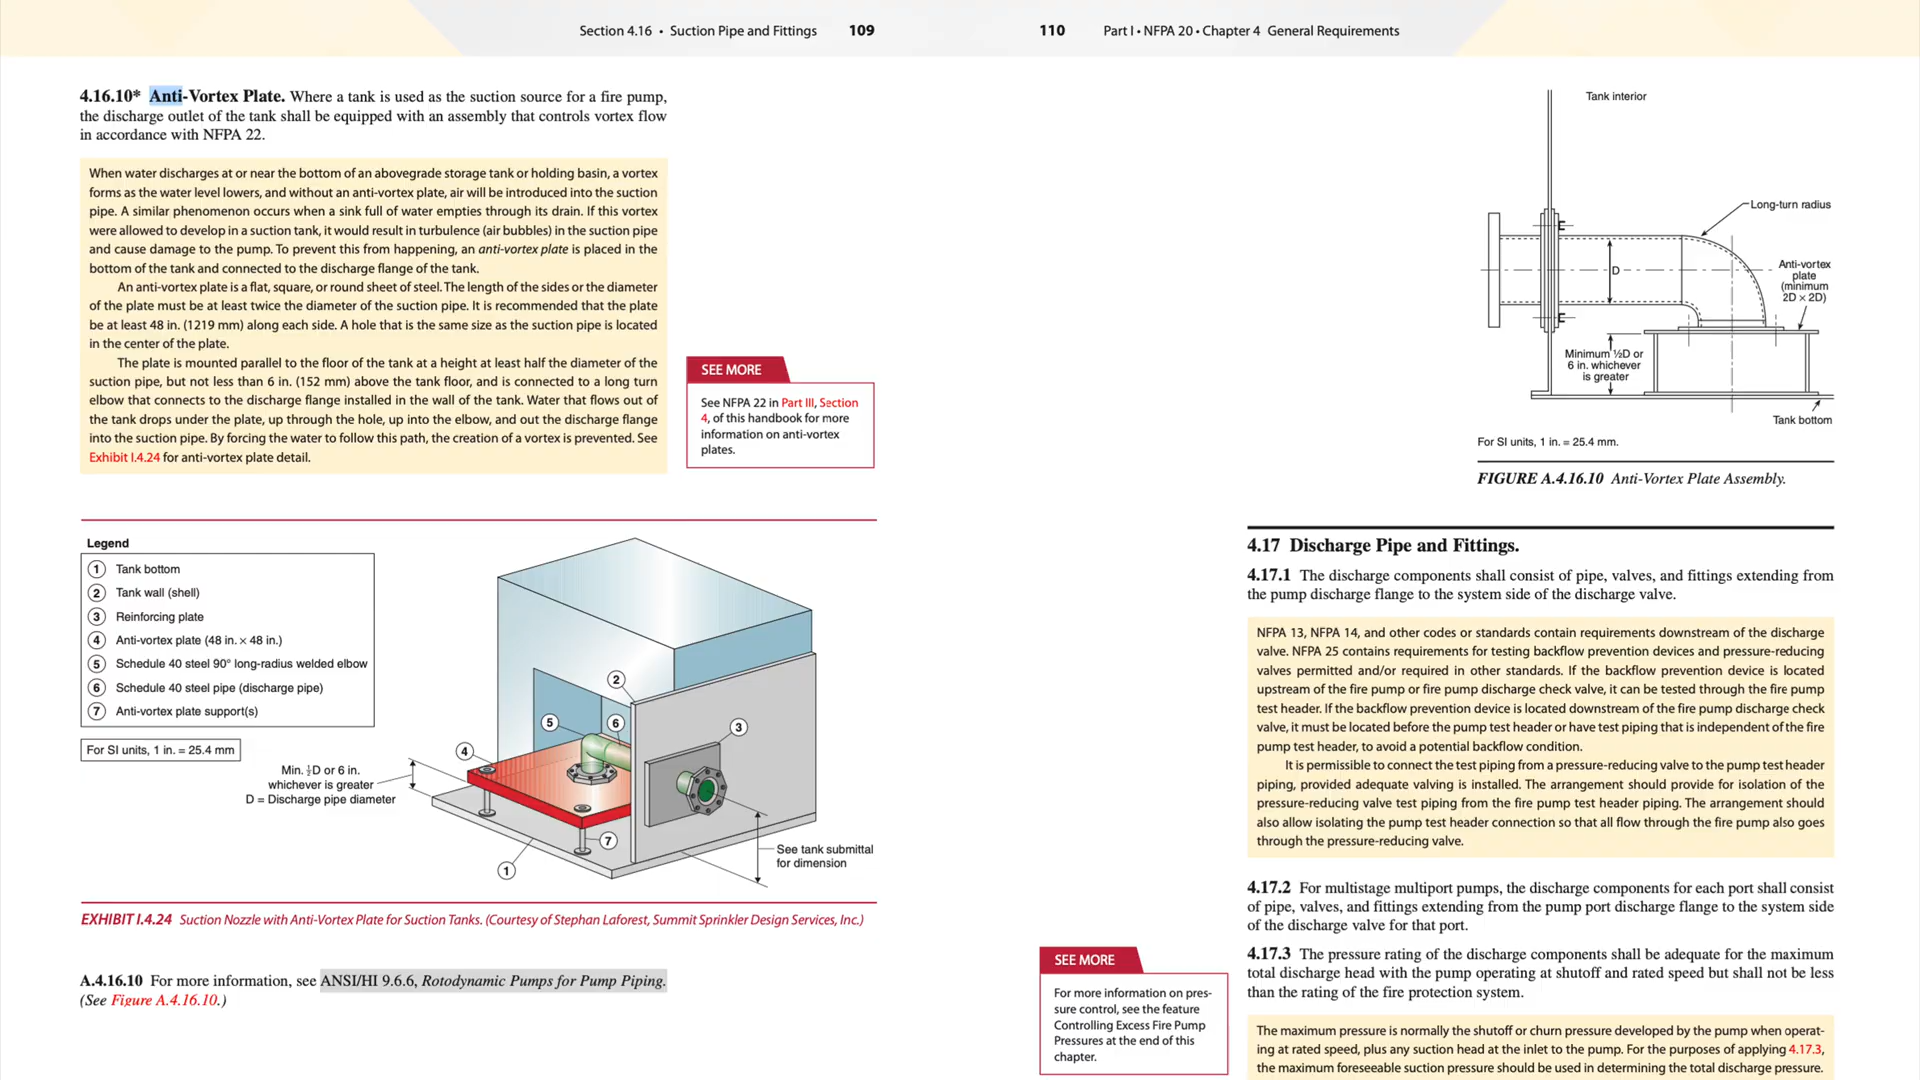 Section 4.16 • Suction Pipe and Fittings 109
4.16.10* Anti-Vortex Plate. Where a tank is used as the suction source for a fire pump,
the discharge outlet of the tank shall be equipped with an assembly that controls vortex flow
in accordance with NFPA 22.
When water discharges at or near the bottom of an abovegrade storage tank or holding basin, a vortex
forms as the water level lowers, and without an anti-vortex plate, air will be introduced into the suction
pipe. A similar phenomenon occurs when a sink full of water empties through its drain. If this vortex
were allowed to develop in a suction tank, it would result in turbulence (air bubbles) in the suction pipe
and cause damage to the pump. To prevent this from happening, an anti-vortex plate is placed in the
bottom of the tank and connected to the discharge flange of the tank.
An anti-vortex plate is a flat, square, or round sheet of steel. The length of the sides or the diameter
of the plate must be at least twice the diameter of the suction pipe. It is recommended that the plate
be at least 48 in. (1219 mm) along each side. A hole that is the same size as the suction pipe is located
in the center of the plate.
The plate is mounted parallel to the floor of the tank at a height at least half the diameter of the
suction pipe, but not less than 6 in. (152 mm) above the tank floor, and is connected to a long turn
elbow that connects to the discharge flange installed in the wall of the tank. Water that flows out of
the tank drops under the plate, up through the hole, up into the elbow, and out the discharge flange
into the suction pipe. By forcing the water to follow this path, the creation of a vortex is prevented. See
Exhibit I.4.24 for anti-vortex plate detail.
SEE MORE
See NFPA 22 in Part III, Section
4, of this handbook for more
information on anti-vortex
plates.
Legend
1 Tank bottom
2 Tank wall (shell)
3 Reinforcing plate
4 Anti-vortex plate (48 in. × 48 in.)
5 Schedule 40 steel 90° long-radius welded elbow
6 Schedule 40 steel pipe (discharge pipe)
7 Anti-vortex plate support(s)
For SI units, 1 in. = 25.4 mm
Min. ½D or 6 in.
whichever is greater
D = Discharge pipe diameter
2
5
6
3
4
7
1
See tank submittal
for dimension
EXHIBIT I.4.24 Suction Nozzle with Anti-Vortex Plate for Suction Tanks. (Courtesy of Stephan Laforest, Summit Sprinkler Design Services, Inc.)
A.4.16.10 For more information, see ANSI/HI 9.6.6, Rotodynamic Pumps for Pump Piping.
(See Figure A.4.16.10.)
110 Part I • NFPA 20 • Chapter 4 General Requirements
Tank interior
Long-turn radius
D
Anti-vortex
plate
(minimum
2D × 2D)
Minimum ½D or
6 in. whichever
is greater
Tank bottom
For SI units, 1 in. = 25.4 mm.
FIGURE A.4.16.10 Anti-Vortex Plate Assembly.
4.17 Discharge Pipe and Fittings.
4.17.1 The discharge components shall consist of pipe, valves, and fittings extending from
the pump discharge flange to the system side of the discharge valve.
NFPA 13, NFPA 14, and other codes or standards contain requirements downstream of the discharge
valve. NFPA 25 contains requirements for testing backflow prevention devices and pressure-reducing
valves permitted and/or required in other standards. If the backflow prevention device is located
upstream of the fire pump or fire pump discharge check valve, it can be tested through the fire pump
test header. If the backflow prevention device is located downstream of the fire pump discharge check
valve, it must be located before the pump test header or have test piping that is independent of the fire
pump test header, to avoid a potential backflow condition.
It is permissible to connect the test piping from a pressure-reducing valve to the pump test header
piping, provided adequate valving is installed. The arrangement should provide for isolation of the
pressure-reducing valve test piping from the fire pump test header piping. The arrangement should
also allow isolating the pump test header connection so that all flow through the fire pump also goes
through the pressure-reducing valve.
4.17.2 For multistage multiport pumps, the discharge components for each port shall consist
of pipe, valves, and fittings extending from the pump port discharge flange to the system side
of the discharge valve for that port.
4.17.3 The pressure rating of the discharge components shall be adequate for the maximum
total discharge head with the pump operating at shutoff and rated speed but shall not be less
than the rating of the fire protection system.
SEE MORE
For more information on pres-
sure control, see the feature
Controlling Excess Fire Pump
Pressures at the end of this
chapter.
The maximum pressure is normally the shutoff or churn pressure developed by the pump when operat-
ing at rated speed, plus any suction head at the inlet to the pump. For the purposes of applying 4.17.3,
the maximum foreseeable suction pressure should be used in determining the total discharge pressure.